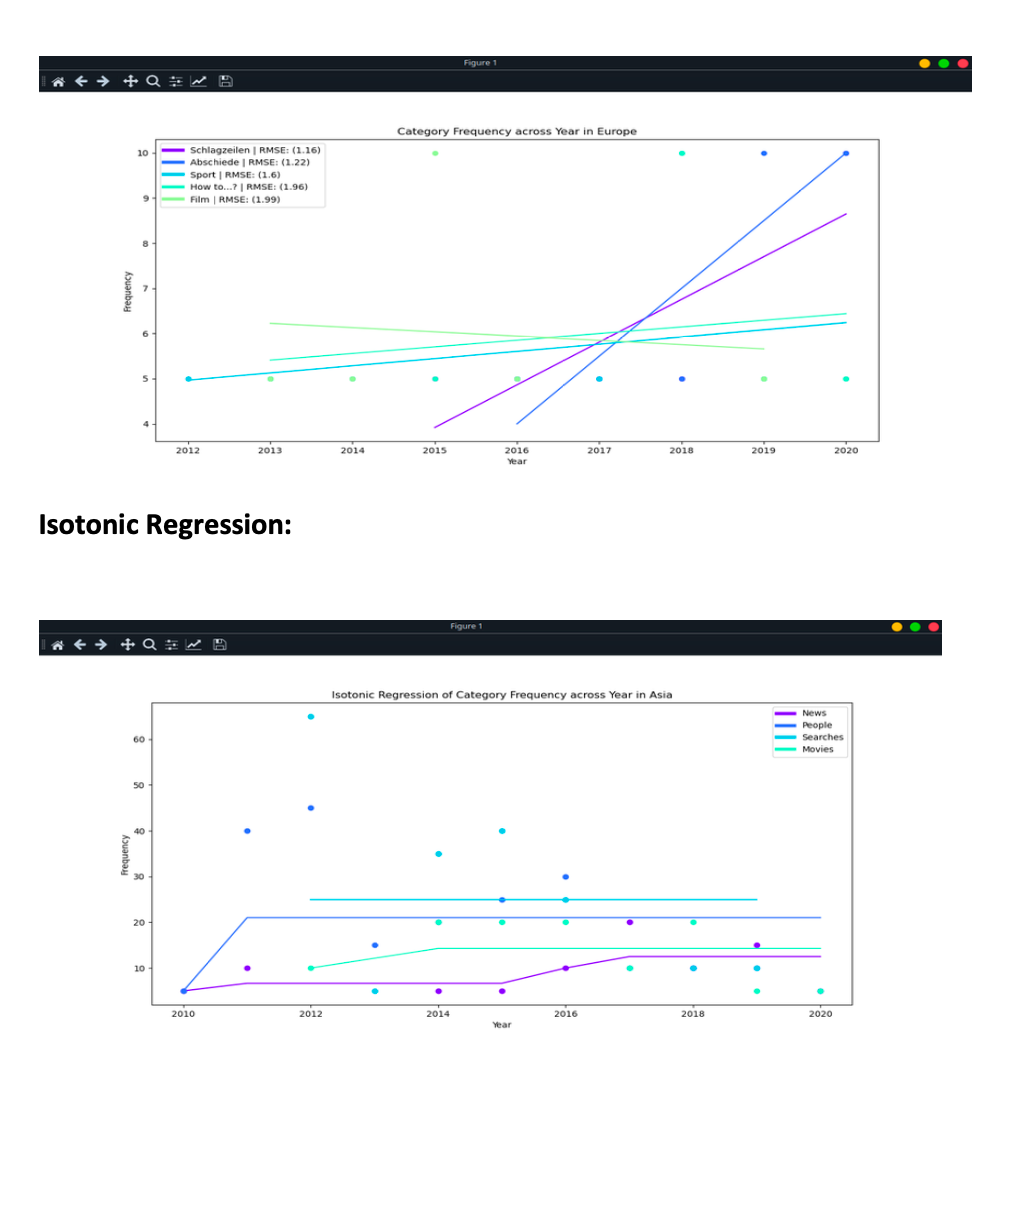 Figure 1
Category Frequency across Year in Europe
Schlagzeilen | RMSE: (1.16)
Abschiede | RMSE: (1.22)
Sport | RMSE: (1.6)
How to...? | RMSE: (1.96)
Film | RMSE: (1.99)
10
9
8
7
6
5
4
Frequency
2012 2013 2014 2015 2016 2017 2018 2019 2020
Year
Isotonic Regression:
Figure 1
Isotonic Regression of Category Frequency across Year in Asia
News
People
Searches
Movies
60
50
40
30
20
10
Frequency
2010 2012 2014 2016 2018 2020
Year